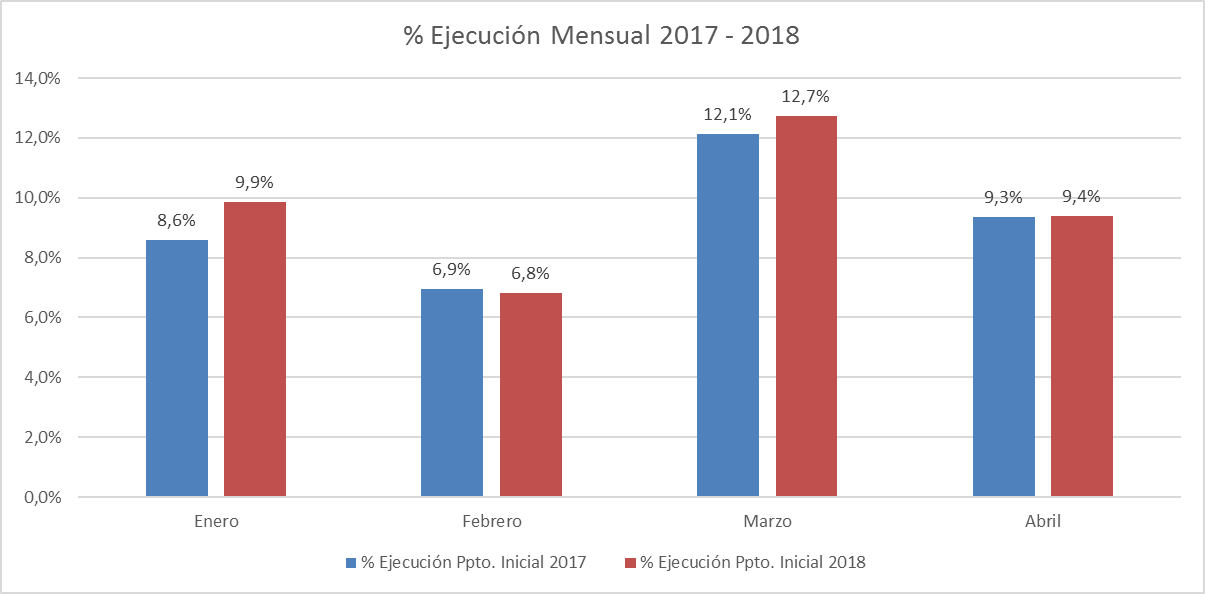 % Ejecución Mensual 2017 - 2018
14,0%
12,0%
10,0%
8,0%
6,0%
4,0%
2,0%
0,0%
8,6%
9,9%
6,9%
6,8%
12,1%
12,7%
9,3%
9,4%
Enero
Febrero
Marzo
Abril
% Ejecución Ppto. Inicial 2017
% Ejecución Ppto. Inicial 2018